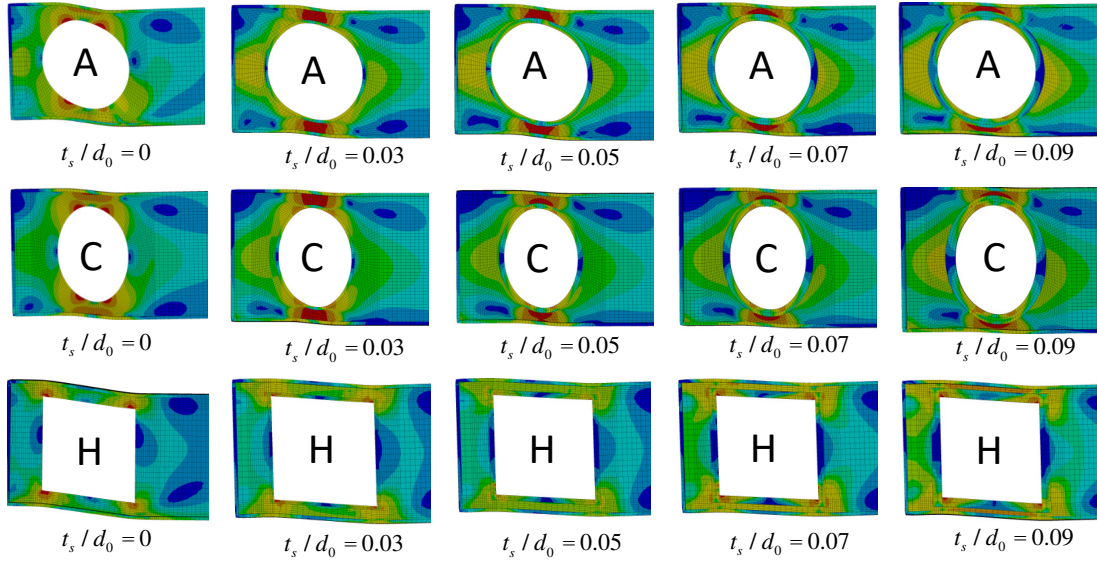 A A A A A
t_s / d_0 = 0 t_s / d_0 = 0.03 t_s / d_0 = 0.05 t_s / d_0 = 0.07 t_s / d_0 = 0.09
C C C C C
t_s / d_0 = 0 t_s / d_0 = 0.03 t_s / d_0 = 0.05 t_s / d_0 = 0.07 t_s / d_0 = 0.09
H H H H H
t_s / d_0 = 0 t_s / d_0 = 0.03 t_s / d_0 = 0.05 t_s / d_0 = 0.07 t_s / d_0 = 0.09